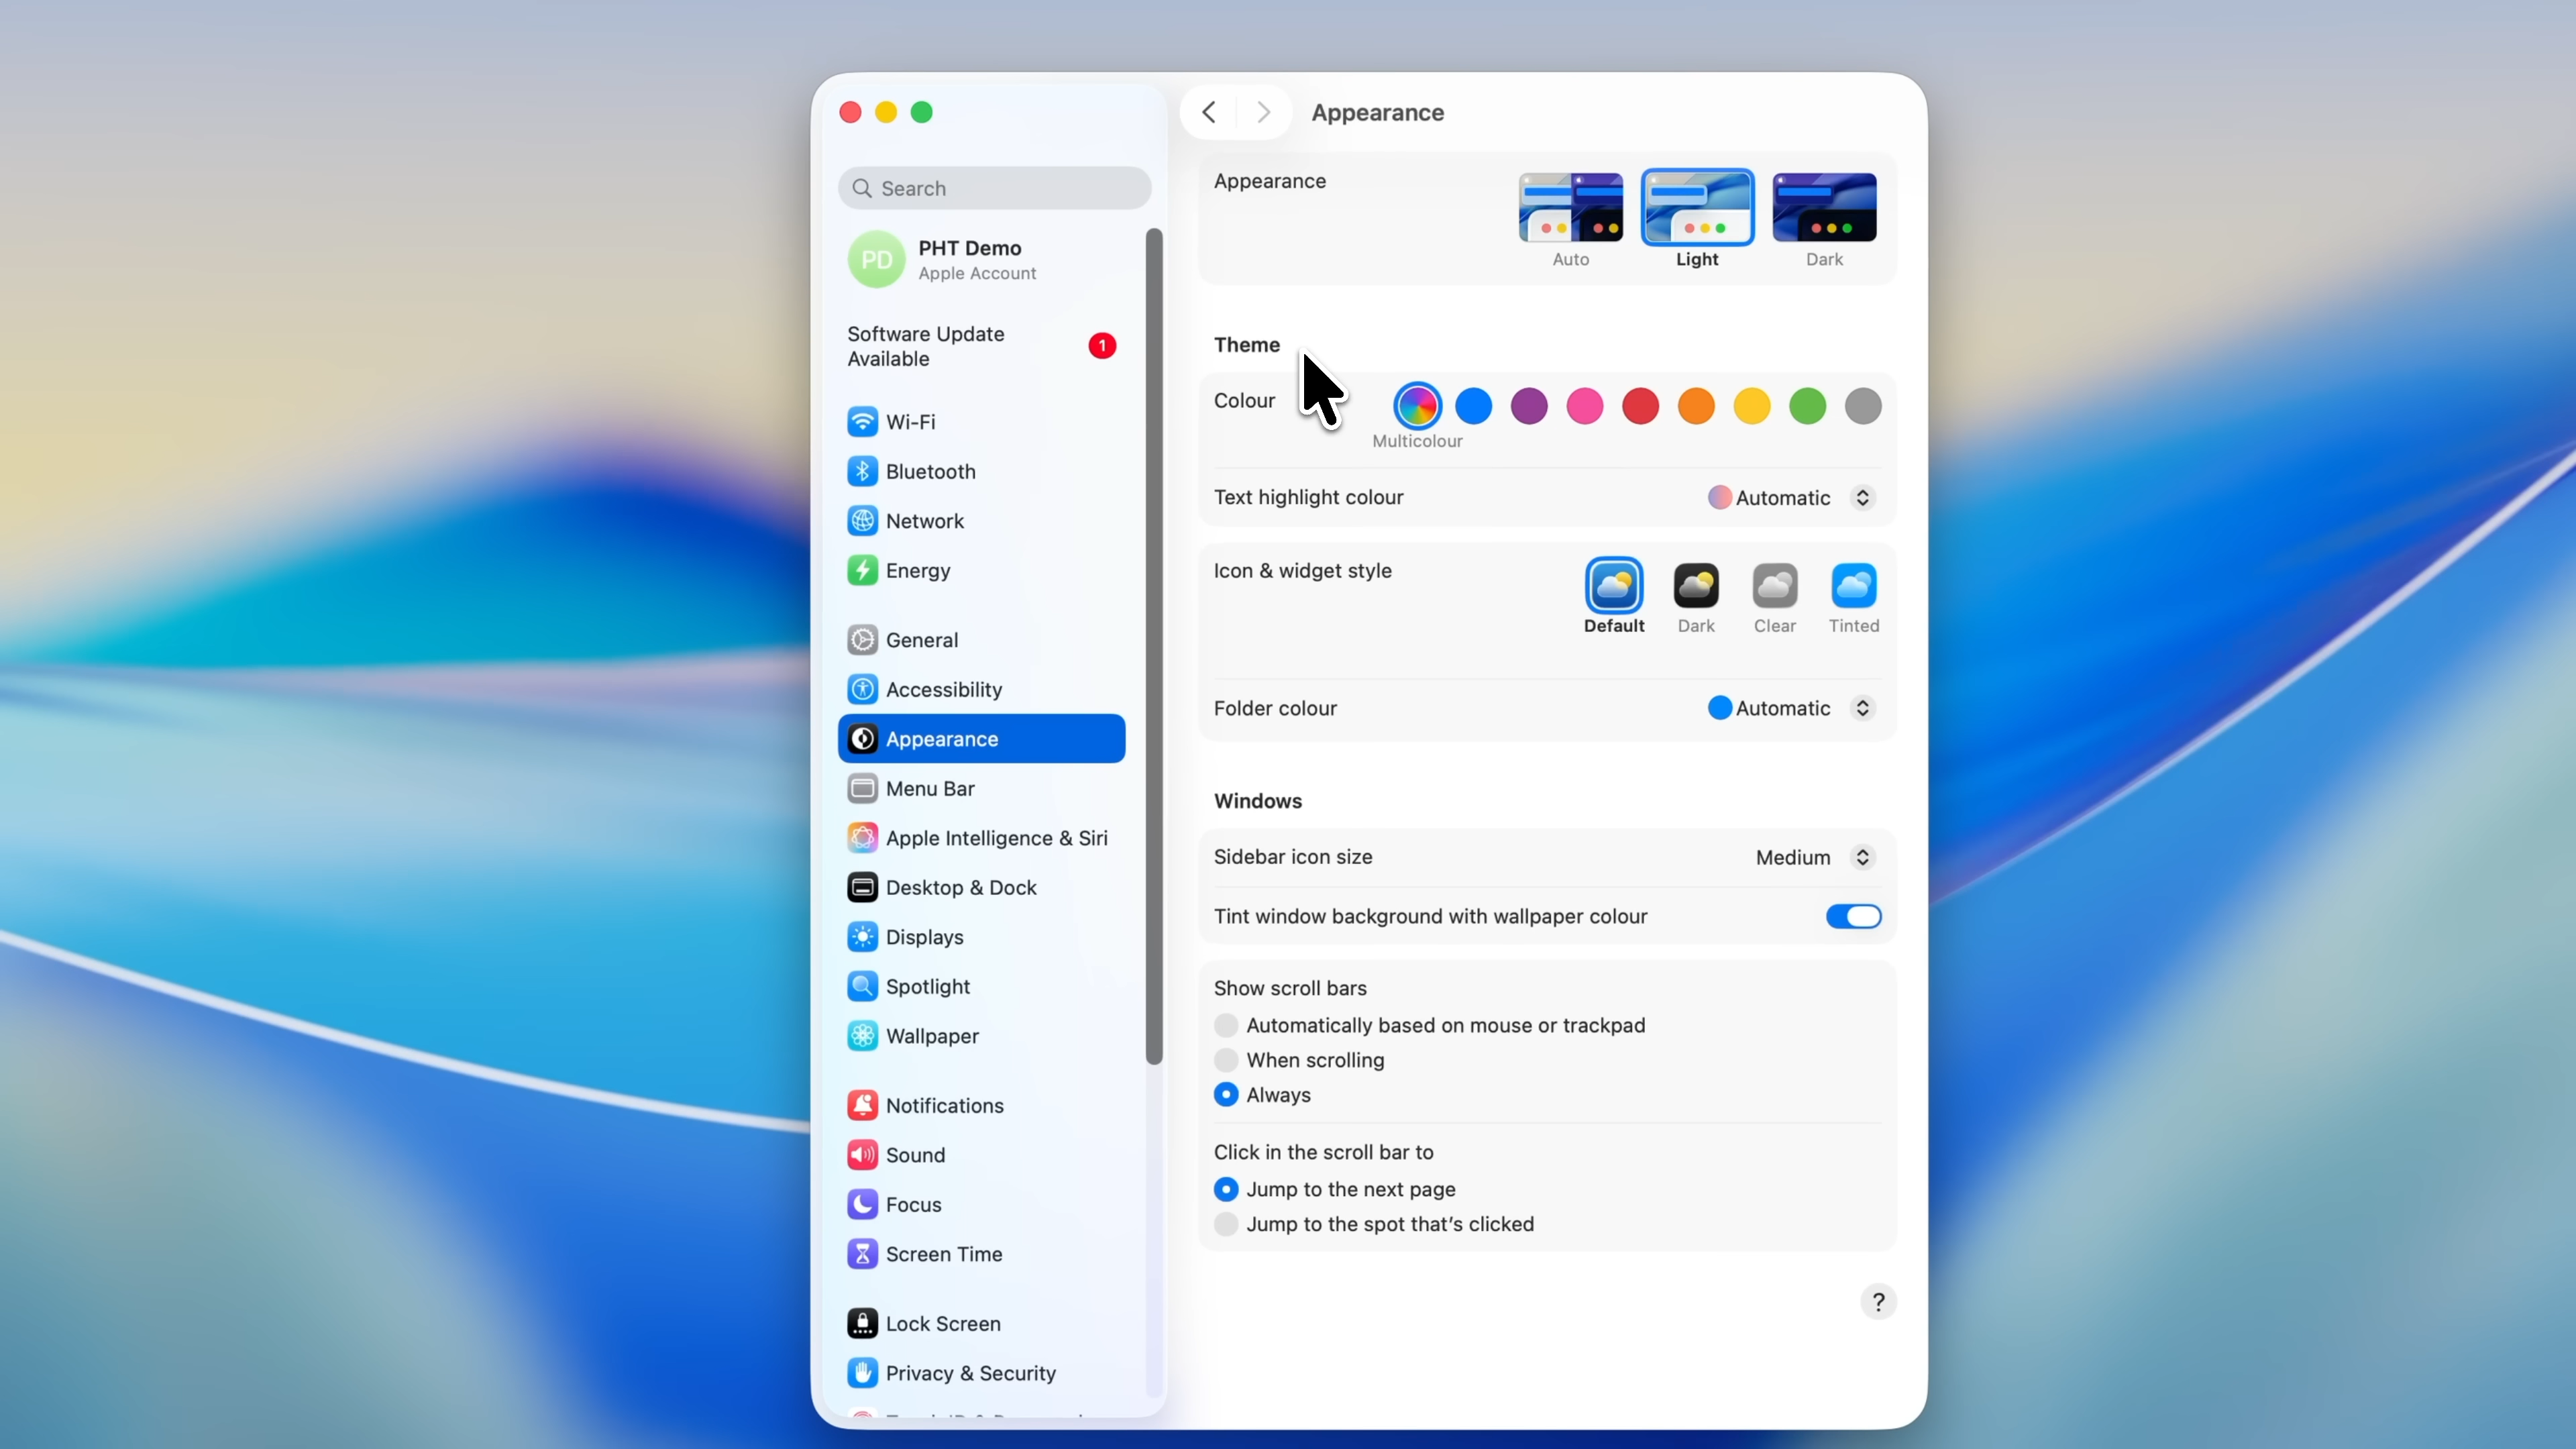 Appearance
Search
PD
PHT Demo
Apple Account
Software Update
Available
1
Wi-Fi
Bluetooth
Network
Energy
General
Accessibility
Appearance
Menu Bar
Apple Intelligence & Siri
Desktop & Dock
Displays
Spotlight
Wallpaper
Notifications
Sound
Focus
Screen Time
Lock Screen
Privacy & Security
Appearance
Auto
Light
Dark
Theme
Colour
Multicolour
Text highlight colour
Automatic
Icon & widget style
Default
Dark
Clear
Tinted
Folder colour
Automatic
Windows
Sidebar icon size
Medium
Tint window background with wallpaper colour
Show scroll bars
Automatically based on mouse or trackpad
When scrolling
Always
Click in the scroll bar to
Jump to the next page
Jump to the spot that's clicked
?